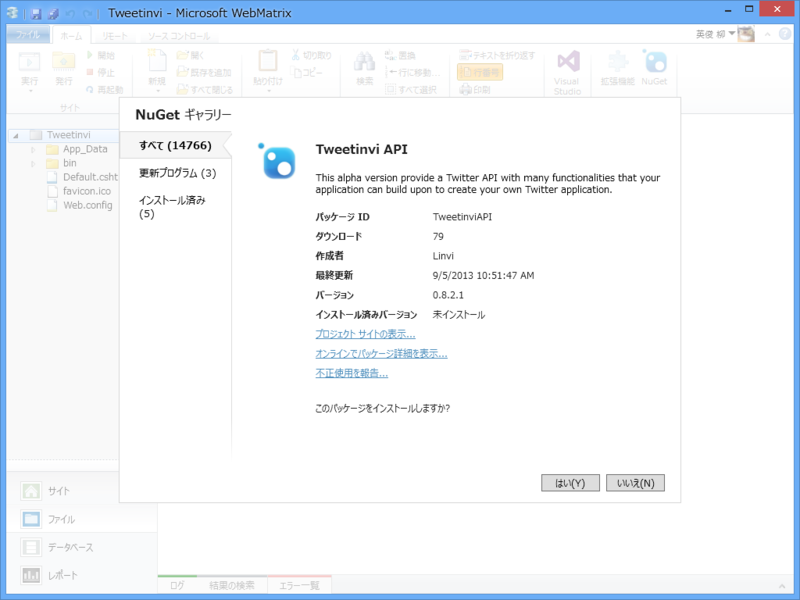 Tweetinvi - Microsoft WebMatrix
ファイル ホーム リモート ソース コントロール
英俊 柳
実行
発行
開始
停止
再起動
サイト
新規
開く
既存を追加
すべて閉じる
貼り付け
切り取り
コピー
検索
置換
行に移動...
すべて選択
テキストを折り返す
行番号
印刷
Visual
Studio
拡張機能
NuGet
Tweetinvi
App_Data
bin
Default.csht
favicon.ico
Web.config
NuGet ギャラリー
すべて (14766)
更新プログラム (3)
インストール済み
(5)
Tweetinvi API
This alpha version provide a Twitter API with many functionalities that your
application can build upon to create your own Twitter application.
パッケージ ID TweetinviAPI
ダウンロード 79
作成者 Linvi
最終更新 9/5/2013 10:51:47 AM
バージョン 0.8.2.1
インストール済みバージョン 未インストール
プロジェクト サイトの表示...
オンラインでパッケージ詳細を表示...
不正使用を報告...
このパッケージをインストールしますか?
はい(Y) いいえ(N)
サイト
ファイル
データベース
レポート
ログ 結果の検索 エラー一覧